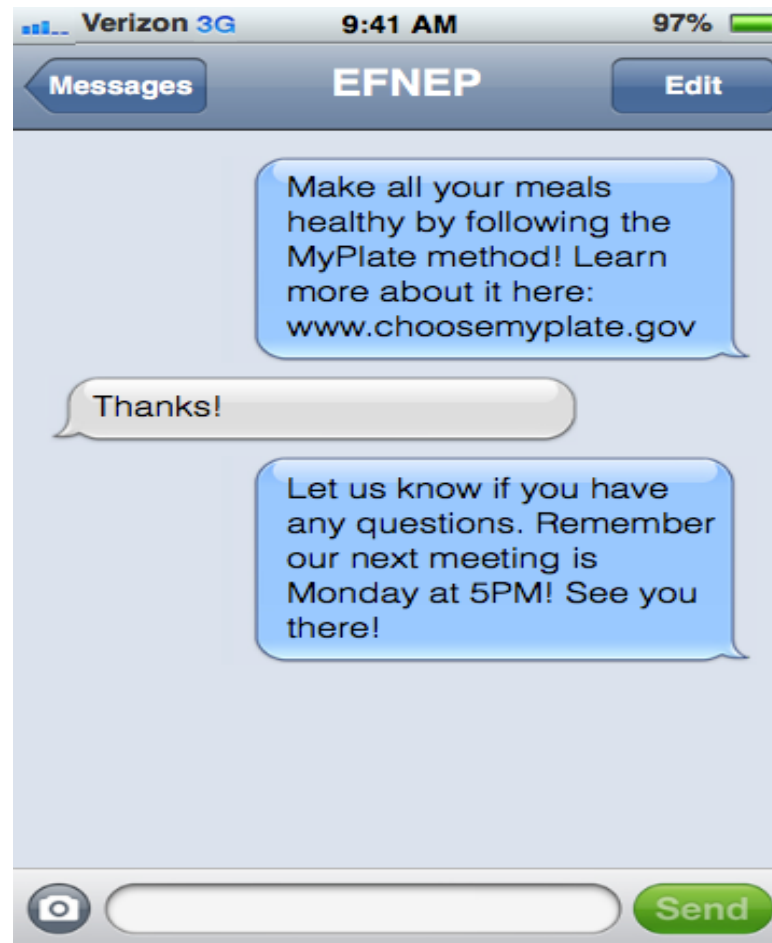 Verizon 3G 9:41 AM 97%
Messages EFNEP Edit
Make all your meals
healthy by following the
MyPlate method! Learn
more about it here:
www.choosemyplate.gov
Thanks!
Let us know if you have
any questions. Remember
our next meeting is
Monday at 5PM! See you
there!
Send